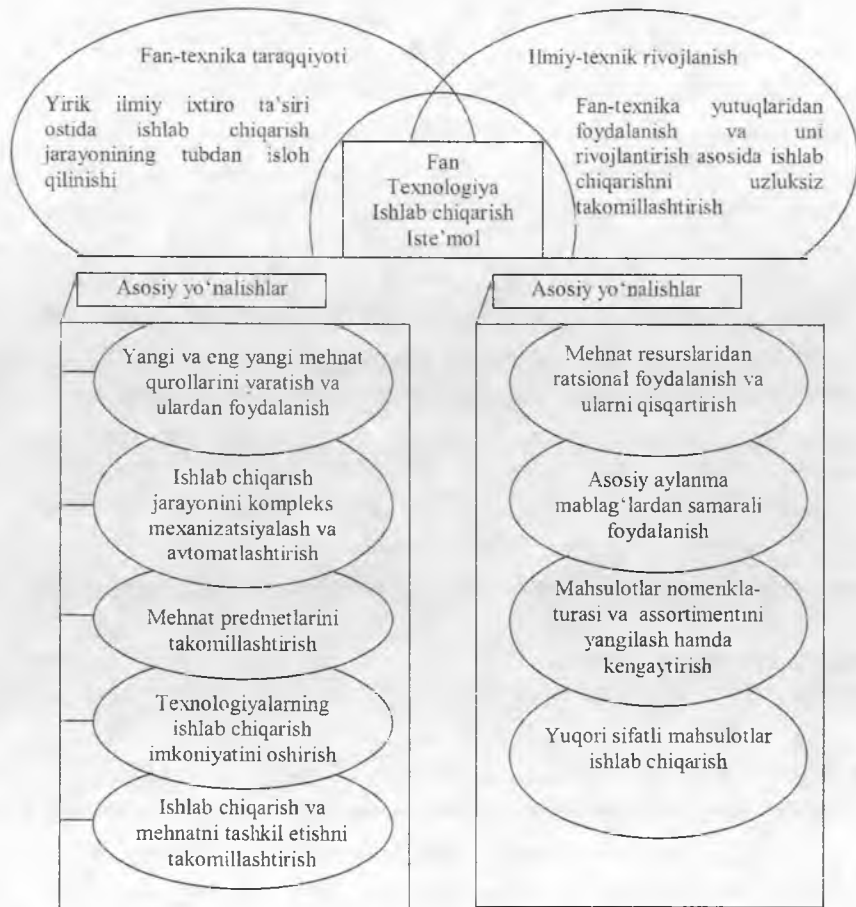 Fan-texnika taraqqiyoti
Yirik ilmiy ixtiro ta'siri
ostida ishlab chiqarish
jarayonining tubdan isloh
qilinishi
Ilmiy-texnik rivojlanish
Fan-texnika yutuqlaridan
foydalanish va uni
rivojlantirish asosida ishlab
chiqarishni uzluksiz
takomillashtirish
Fan
Texnologiya
Ishlab chiqarish
Iste'mol
Asosiy yo‘nalishlar
Yangi va eng yangi mehnat
qurollarini yaratish va
ulardan foydalanish
Ishlab chiqarish
jarayonini kompleks
mexanizatsiyalash va
avtomatlashtirish
Mehnat predmetlarini
takomillashtirish
Texnologiyalarning
ishlab chiqarish
imkoniyatini oshirish
Ishlab chiqarish va
mehnatni tashkil etishni
takomillashtirish
Asosiy yo‘nalishlar
Mehnat resurslaridan
ratsional foydalanish va
ularni qisqartirish
Asosiy aylanma
mablag‘lardan samarali
foydalanish
Mahsulotlar nomenkla-
turasi va assortimentini
yangilash hamda
kengaytirish
Yuqori sifatli mahsulotlar
ishlab chiqarish